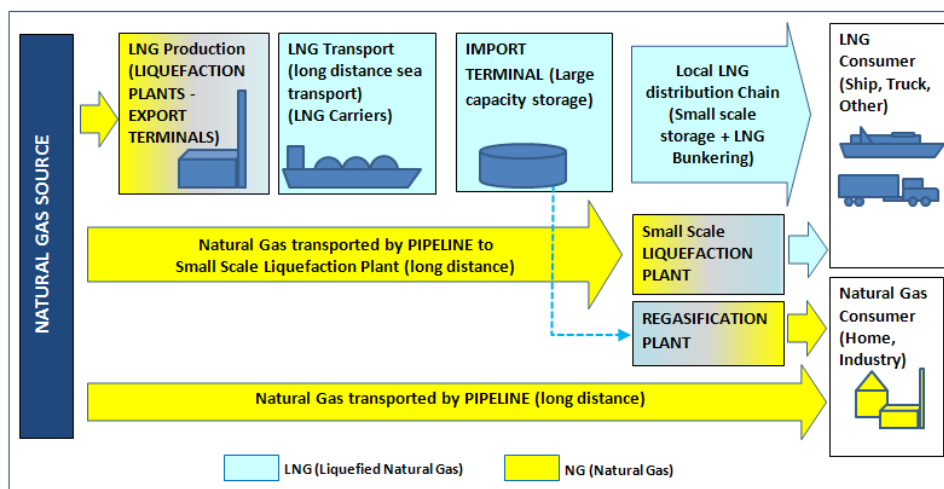 NATURAL GAS SOURCE
LNG Production
(LIQUEFACTION
PLANTS -
EXPORT
TERMINALS)
LNG Transport
(long distance sea
transport)
(LNG Carriers)
IMPORT
TERMINAL (Large
capacity storage)
Local LNG
distribution Chain
(Small scale
storage + LNG
Bunkering)
LNG
Consumer
(Ship, Truck,
Other)
Natural Gas transported by PIPELINE to
Small Scale Liquefaction Plant (long distance)
Small Scale
LIQUEFACTION
PLANT
REGASIFICATION
PLANT
Natural Gas
Consumer
(Home,
Industry)
Natural Gas transported by PIPELINE (long distance)
LNG (Liquefied Natural Gas)
NG (Natural Gas)